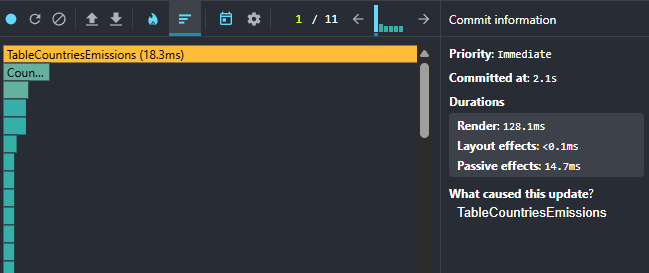 1 / 11
Commit information
TableCountriesEmissions (18.3ms)
Coun...
Priority: Immediate
Committed at: 2.1s
Durations
Render: 128.1ms
Layout effects: <0.1ms
Passive effects: 14.7ms
What caused this update?
TableCountriesEmissions